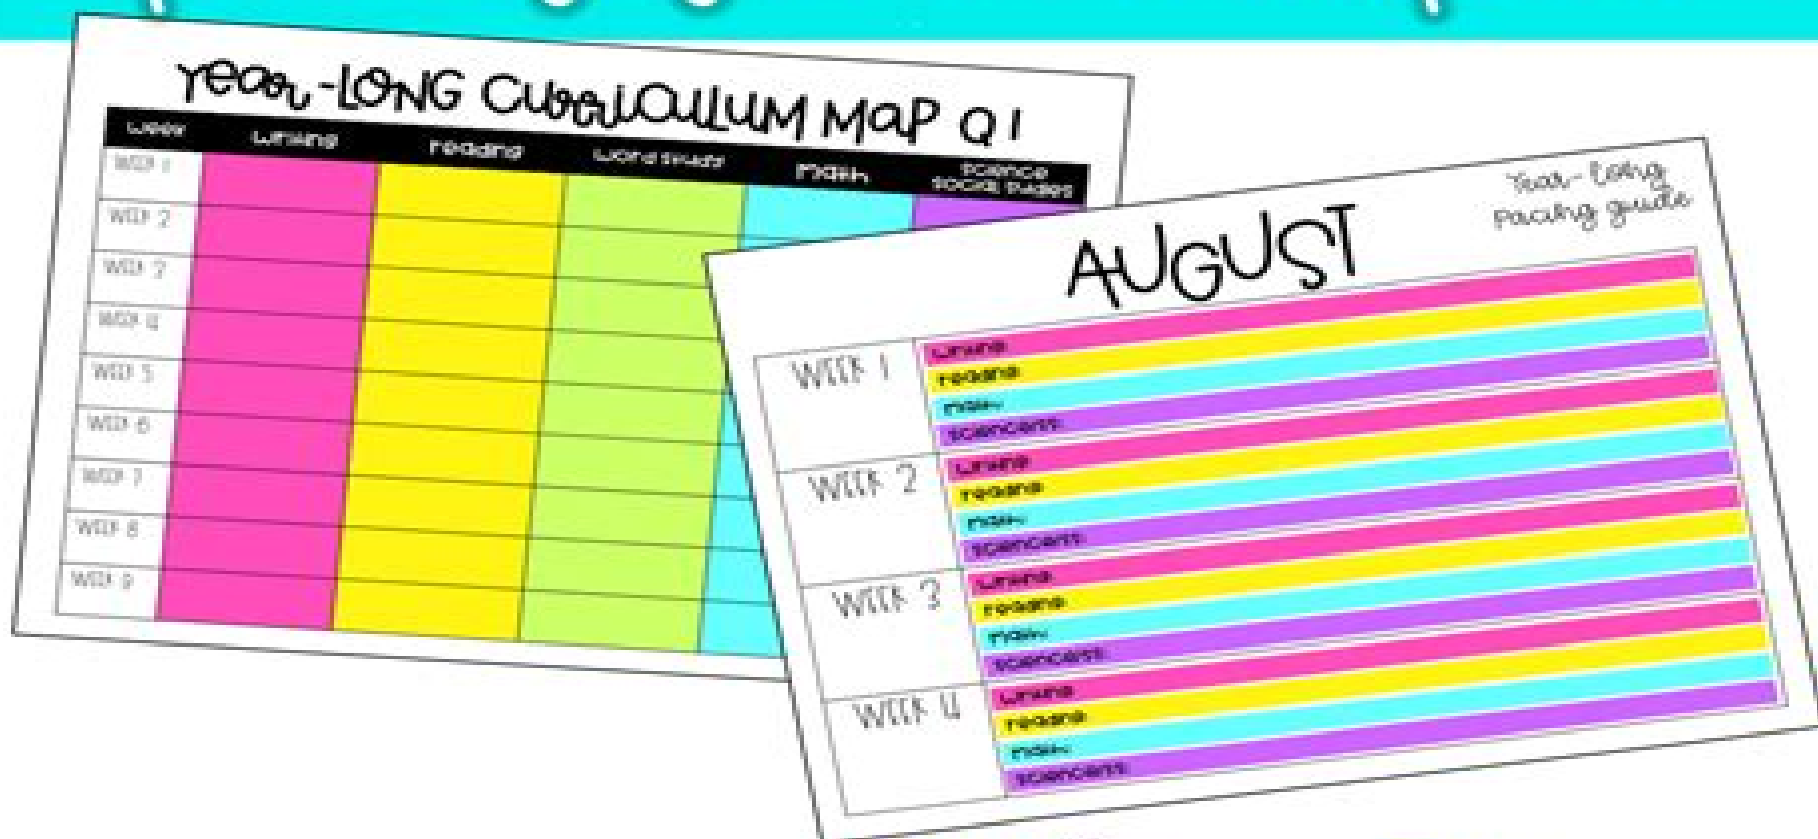 Year-Long Curriculum Map Q1
Week writing reading word study math science
social studies
WEEK 1
WEEK 2
WEEK 4
WEEK 5
WEEK 6
WEEK 7
WEEK 8
WEEK 9
Year-Long
Pacing guide
AUGUST
WEEK 1
writing:
reading:
math:
science/ss:
WEEK 2
writing:
reading:
math:
science/ss:
WEEK 3
writing:
reading:
math:
science/ss:
WEEK 4
writing:
reading:
math:
science/ss: